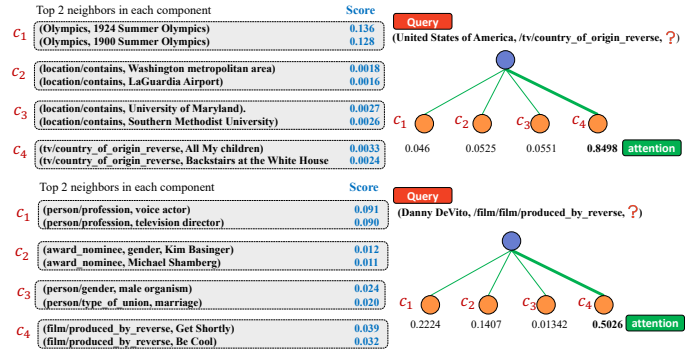 Top 2 neighbors in each component Score
C1 (Olympics, 1924 Summer Olympics) 0.136
(Olympics, 1900 Summer Olympics) 0.128
C2 (location/contains, Washington metropolitan area) 0.0018
(location/contains, LaGuardia Airport) 0.0016
C3 (location/contains, University of Maryland). 0.0027
(location/contains, Southern Methodist University) 0.0026
C4 (tv/country_of_origin_reverse, All My children) 0.0033
(tv/country_of_origin_reverse, Backstairs at the White House 0.0024
Query
(United States of America, /tv/country_of_origin_reverse, ?)
C1 C2 C3 C4
0.046 0.0525 0.0551 0.8498 attention
Top 2 neighbors in each component Score
C1 (person/profession, voice actor) 0.091
(person/profession, television director) 0.090
C2 (award_nominee, gender, Kim Basinger) 0.012
(award_nominee, Michael Shamberg) 0.011
C3 (person/gender, male organism) 0.024
(person/type_of_union, marriage) 0.020
C4 (film/produced_by_reverse, Get Shortly) 0.039
(film/produced_by_reverse, Be Cool) 0.032
Query
(Danny DeVito, /film/film/produced_by_reverse, ?)
C1 C2 C3 C4
0.2224 0.1407 0.01342 0.5026 attention